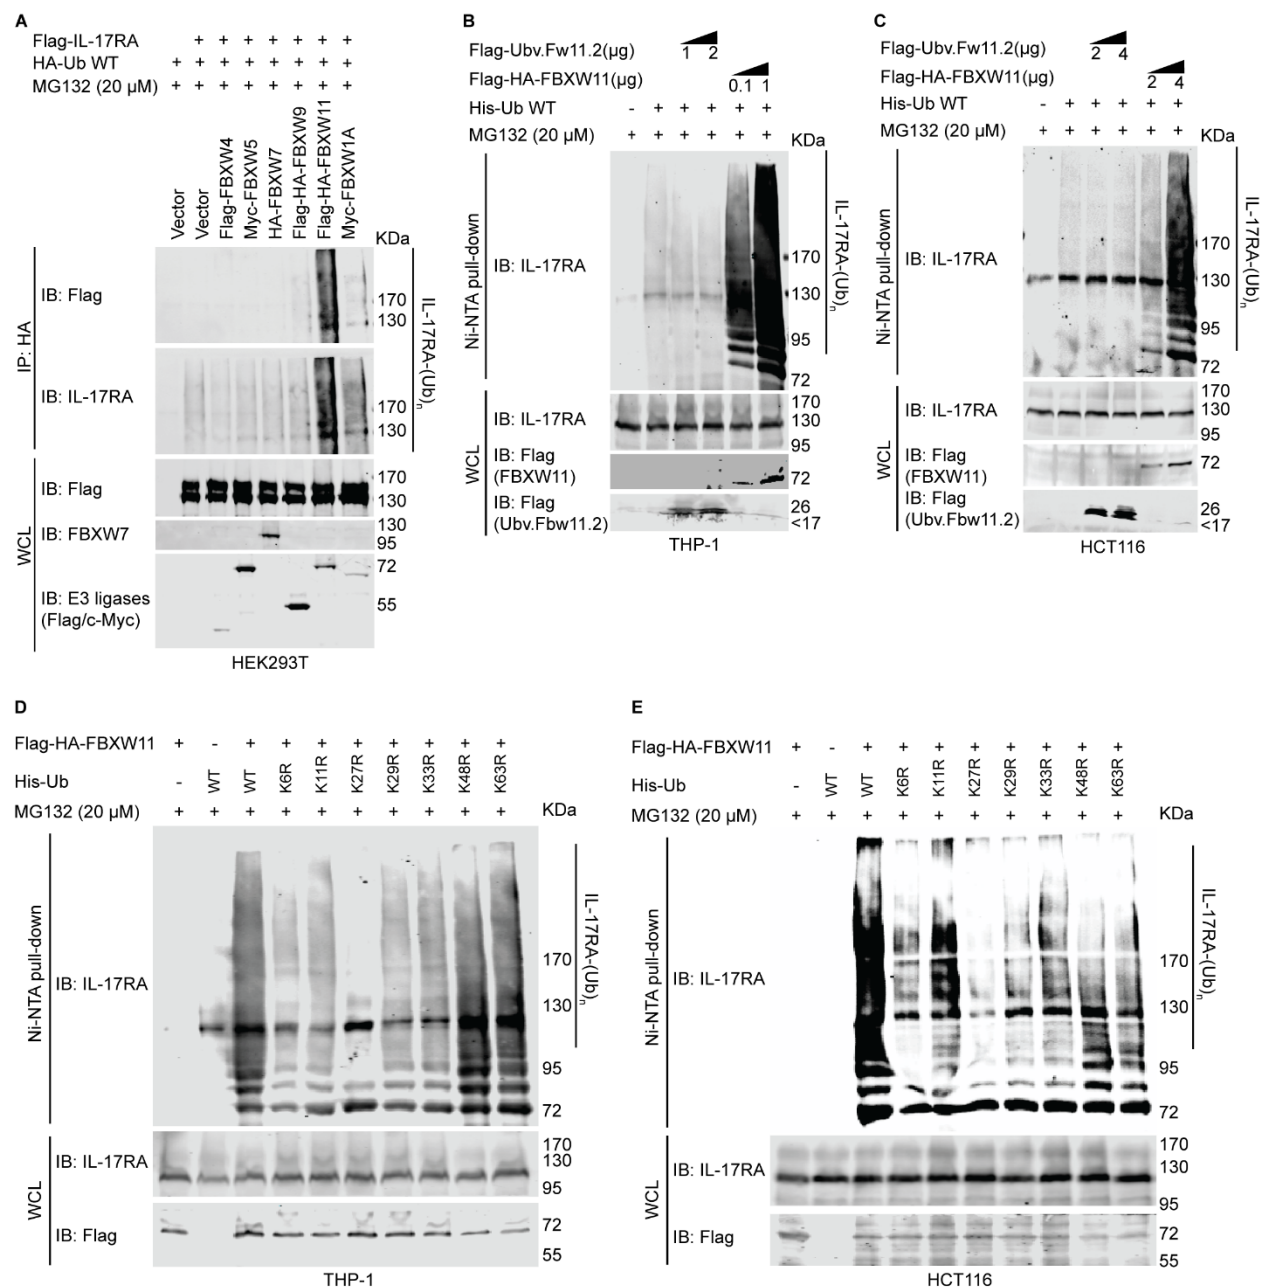 A
Flag-IL-17RA + + + + + + +
HA-Ub WT + + + + + + + +
MG132 (20 µM) + + + + + + + +
Vector
Vector
Flag-FBXW4
Myc-FBXW5
HA-FBXW7
Flag-HA-FBXW9
Flag-HA-FBXW11
Myc-FBXW1A
KDa
IP: HA
IB: Flag
170
130
IB: IL-17RA
170
130
IL-17RA-(Ub)n
WCL
IB: Flag
170
130
IB: FBXW7
130
95
IB: E3 ligases
(Flag/c-Myc)
72
55
HEK293T
B
Flag-Ubv.Fw11.2(µg) 1 2
Flag-HA-FBXW11(µg) 0.1 1
His-Ub WT - + + + + +
MG132 (20 µM) + + + + + +
KDa
Ni-NTA pull-down
IB: IL-17RA
170
130
95
72
IL-17RA-(Ub)n
WCL
IB: IL-17RA
170
130
95
IB: Flag
(FBXW11)
72
IB: Flag
(Ubv.Fbw11.2)
26
<17
THP-1
C
Flag-Ubv.Fw11.2(µg) 2 4
Flag-HA-FBXW11(µg) 2 4
His-Ub WT - + + + + +
MG132 (20 µM) + + + + + +
KDa
Ni-NTA pull-down
IB: IL-17RA
170
130
95
72
IL-17RA-(Ub)n
WCL
IB: IL-17RA
170
130
95
IB: Flag
(FBXW11)
72
IB: Flag
(Ubv.Fbw11.2)
26
<17
HCT116
D
Flag-HA-FBXW11 + - + + + + + + + +
His-Ub - WT WT K6R K11R K27R K29R K33R K48R K63R
MG132 (20 µM) + + + + + + + + + +
KDa
Ni-NTA pull-down
IB: IL-17RA
170
130
95
72
IL-17RA-(Ub)n
WCL
IB: IL-17RA
170
130
95
IB: Flag
72
55
THP-1
E
Flag-HA-FBXW11 + - + + + + + + + +
His-Ub - WT WT K6R K11R K27R K29R K33R K48R K63R
MG132 (20 µM) + + + + + + + + + +
KDa
Ni-NTA pull-down
IB: IL-17RA
170
130
95
72
IL-17RA-(Ub)n
WCL
IB: IL-17RA
170
130
95
IB: Flag
72
55
HCT116